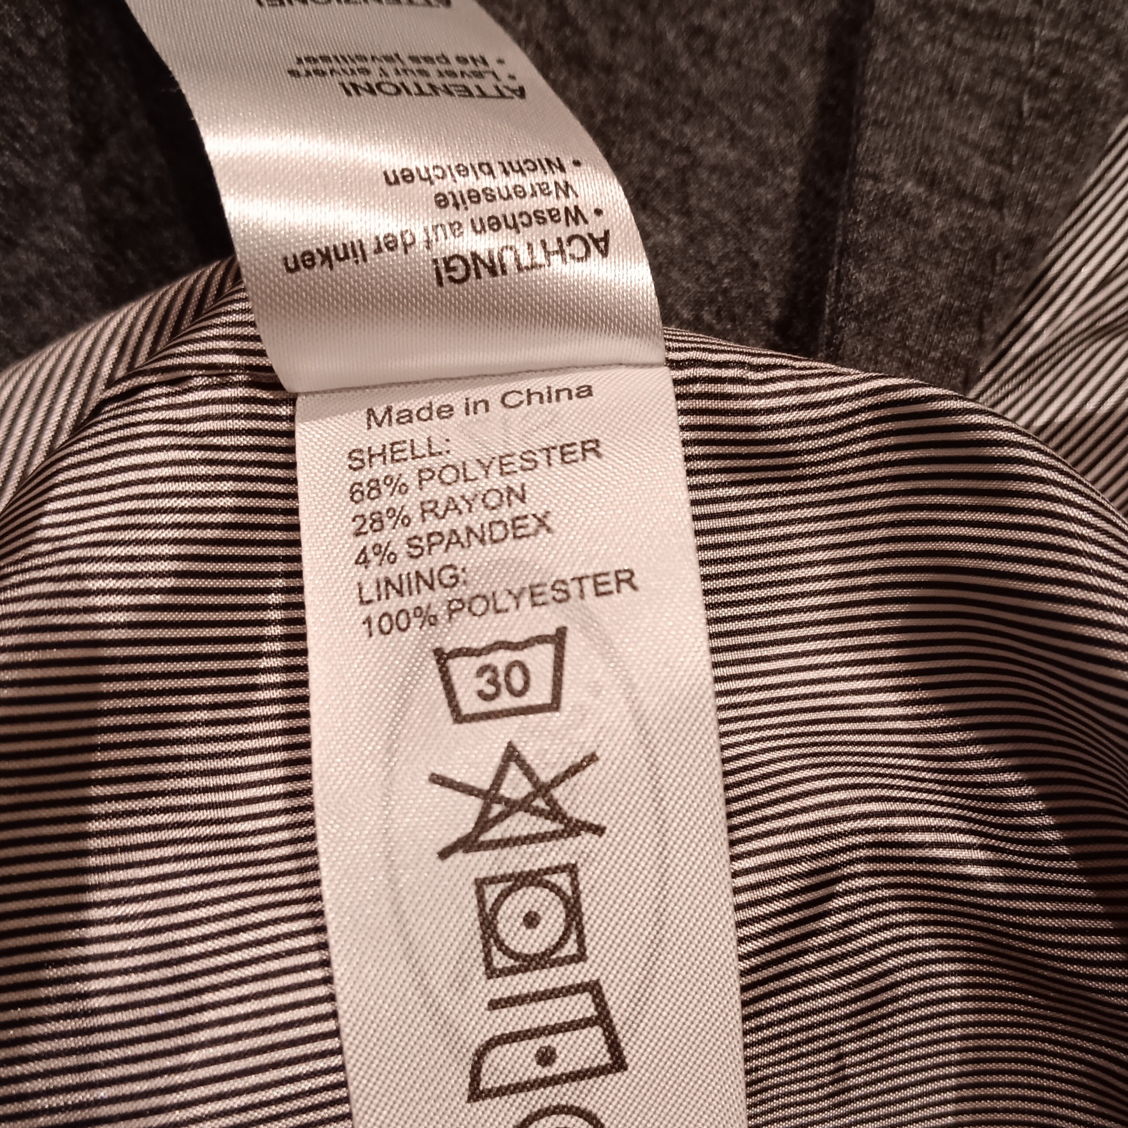 Made in China
SHELL:
68% POLYESTER
28% RAYON
4% SPANDEX
LINING:
100% POLYESTER
30
ACHTUNG!
• Waschen auf der linken
Warenseite
• Nicht bleichen
ATTENTION!
• Laver sur l'envers
• Ne pas javelliser
ATTENZIONE!